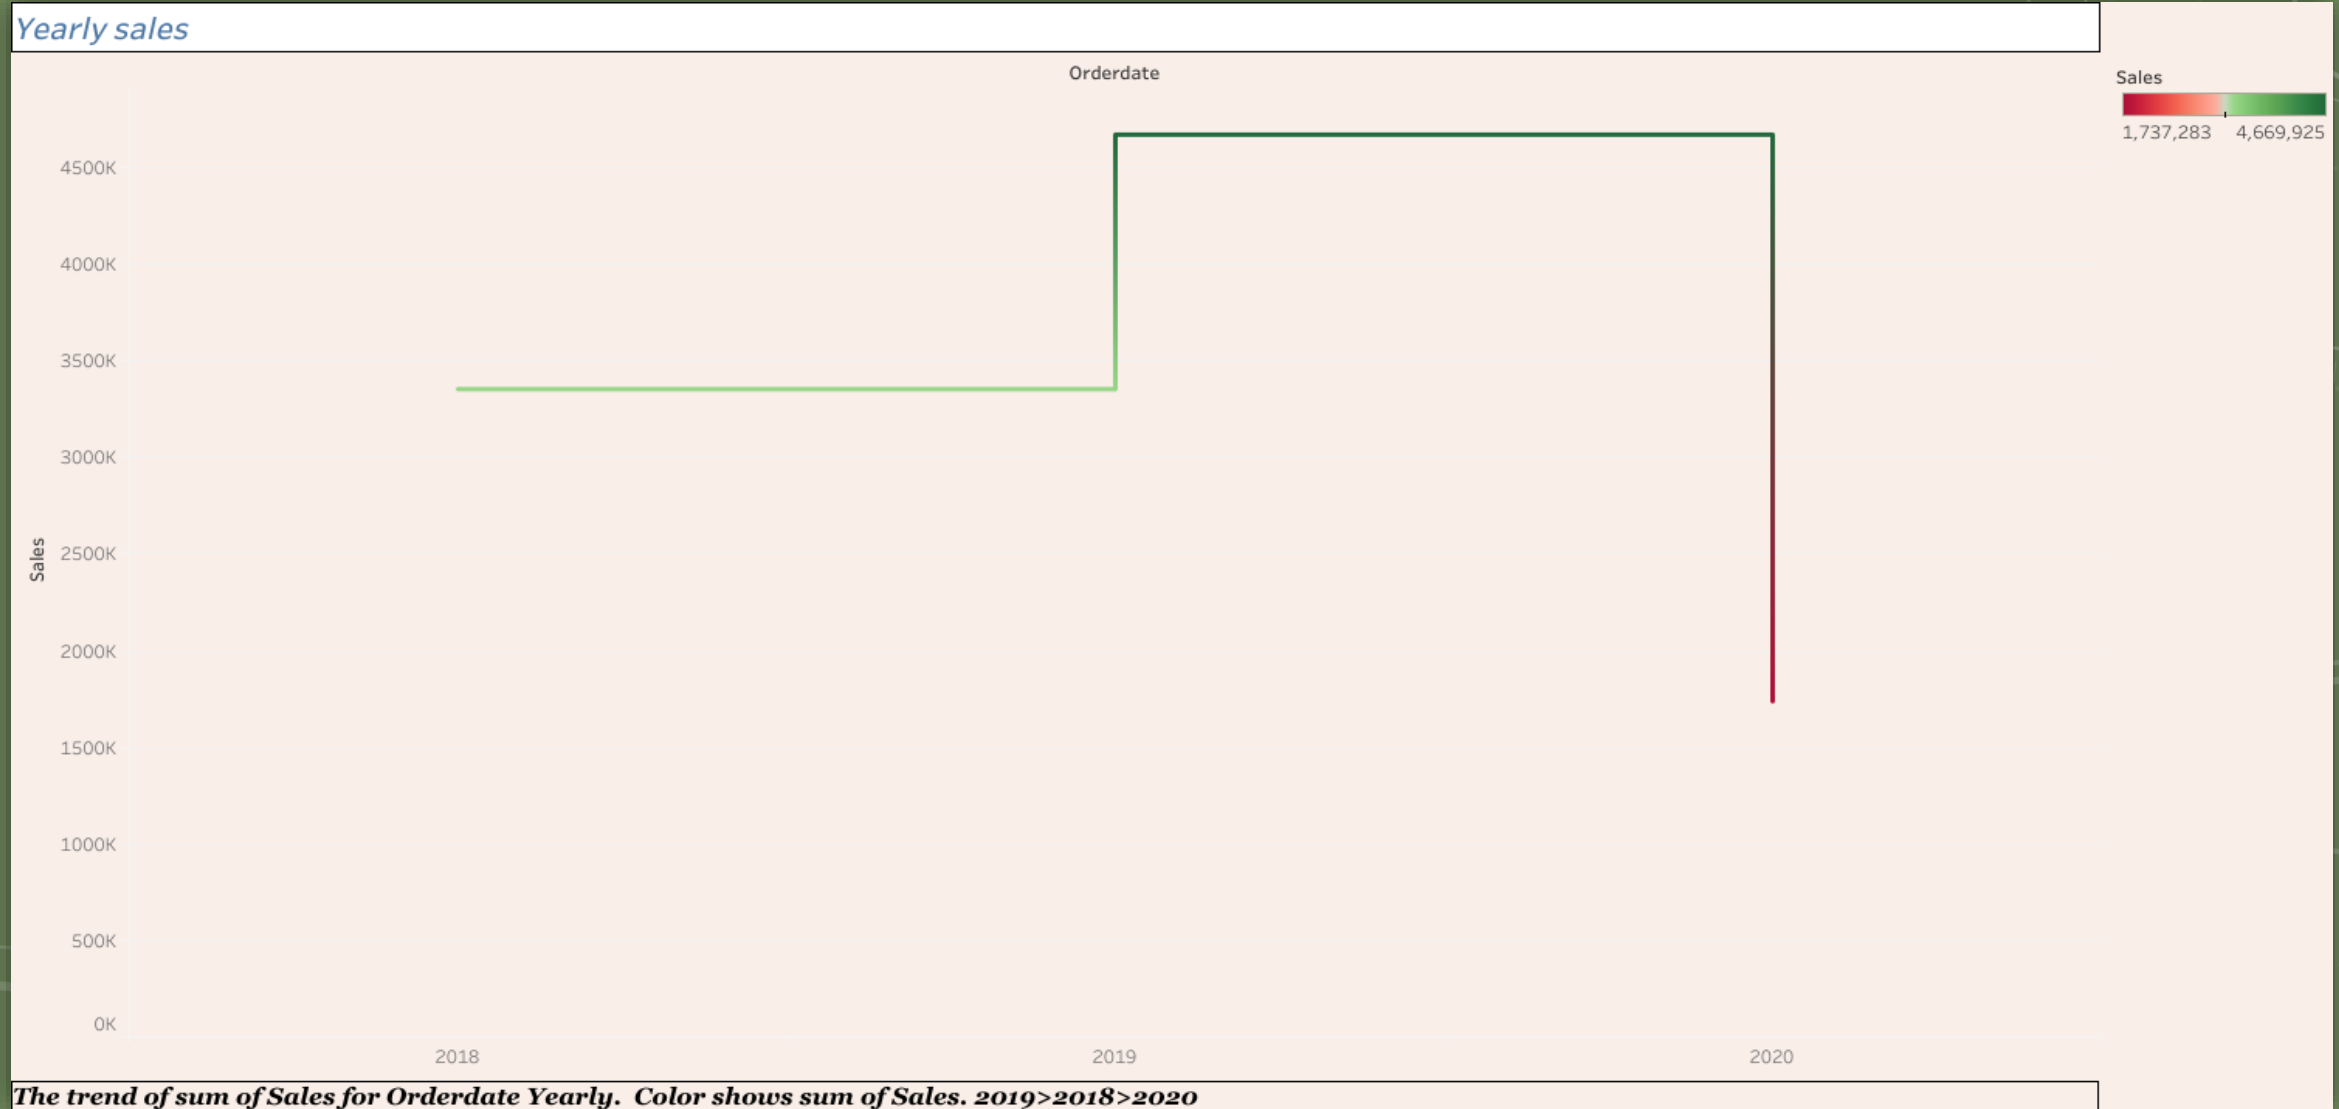 Yearly sales
Orderdate
Sales
1,737,283 4,669,925
4500K
4000K
3500K
3000K
Sales
2500K
2000K
1500K
1000K
500K
0K
2018 2019 2020
The trend of sum of Sales for Orderdate Yearly.  Color shows sum of Sales. 2019>2018>2020